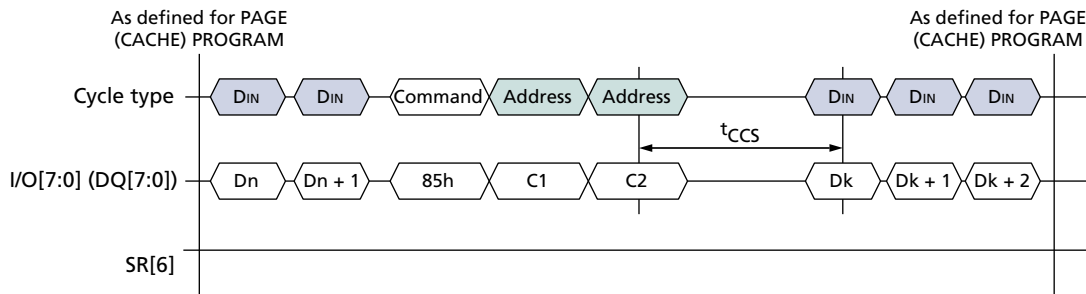 As defined for PAGE
(CACHE) PROGRAM
As defined for PAGE
(CACHE) PROGRAM
Cycle type DIN DIN Command Address Address DIN DIN DIN
tCCS
I/O[7:0] (DQ[7:0]) Dn Dn + 1 85h C1 C2 Dk Dk + 1 Dk + 2
SR[6]